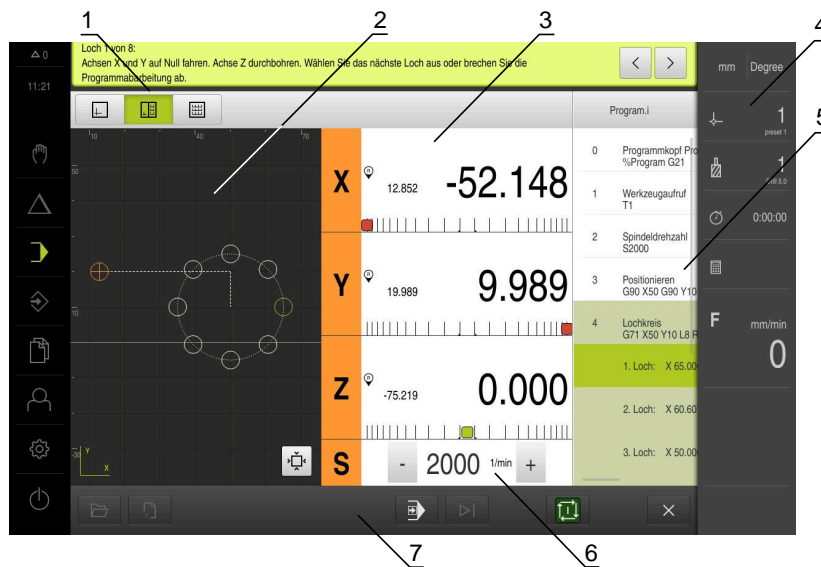 1
2
3
4
5
0
11:21
Loch 1 von 8:
Achsen X und Y auf Null fahren. Achse Z durchbohren. Wählen Sie das nächste Loch aus oder brechen Sie die
Programmabarbeitung ab.
mm Degree
1
preset 1
1
5.0
0:00:00
F mm/min
0
10 40 70
50
10
-30
Y
X
X R 12.852 -52.148
Y R 19.989 9.989
Z R -75.219 0.000
S - 2000 1/min +
Program.i
0 Programmkopf Pro
%Program G21
1 Werkzeugaufruf
T1
2 Spindeldrehzahl
S2000
3 Positionieren
G90 X50 G90 Y10
4 Lochkreis
G71 X50 Y10 L8 R
1. Loch: X 65.00
2. Loch: X 60.60
3. Loch: X 50.00
7
6